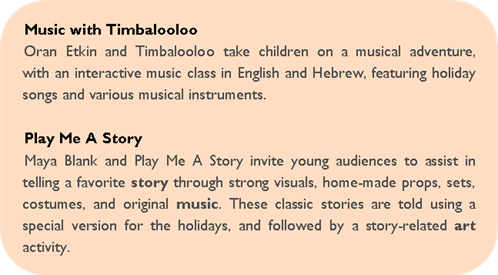 Music with Timbalooloo
Oran Etkin and Timbalooloo take children on a musical adventure,
with an interactive music class in English and Hebrew, featuring holiday
songs and various musical instruments.
Play Me A Story
Maya Blank and Play Me A Story invite young audiences to assist in
telling a favorite story through strong visuals, home-made props, sets,
costumes, and original music. These classic stories are told using a
special version for the holidays, and followed by a story-related art
activity.